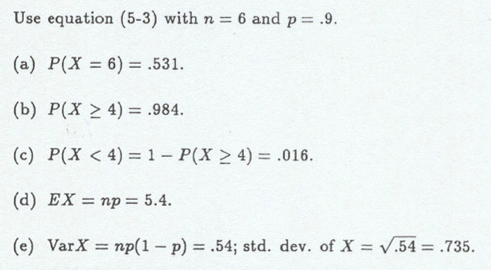 Use equation (5-3) with n = 6 and p = .9.
(a) P(X = 6) = .531.
(b) P(X ≥ 4) = .984.
(c) P(X < 4) = 1 − P(X ≥ 4) = .016.
(d) EX = np = 5.4.
(e) VarX = np(1 − p) = .54; std. dev. of X = √.54 = .735.